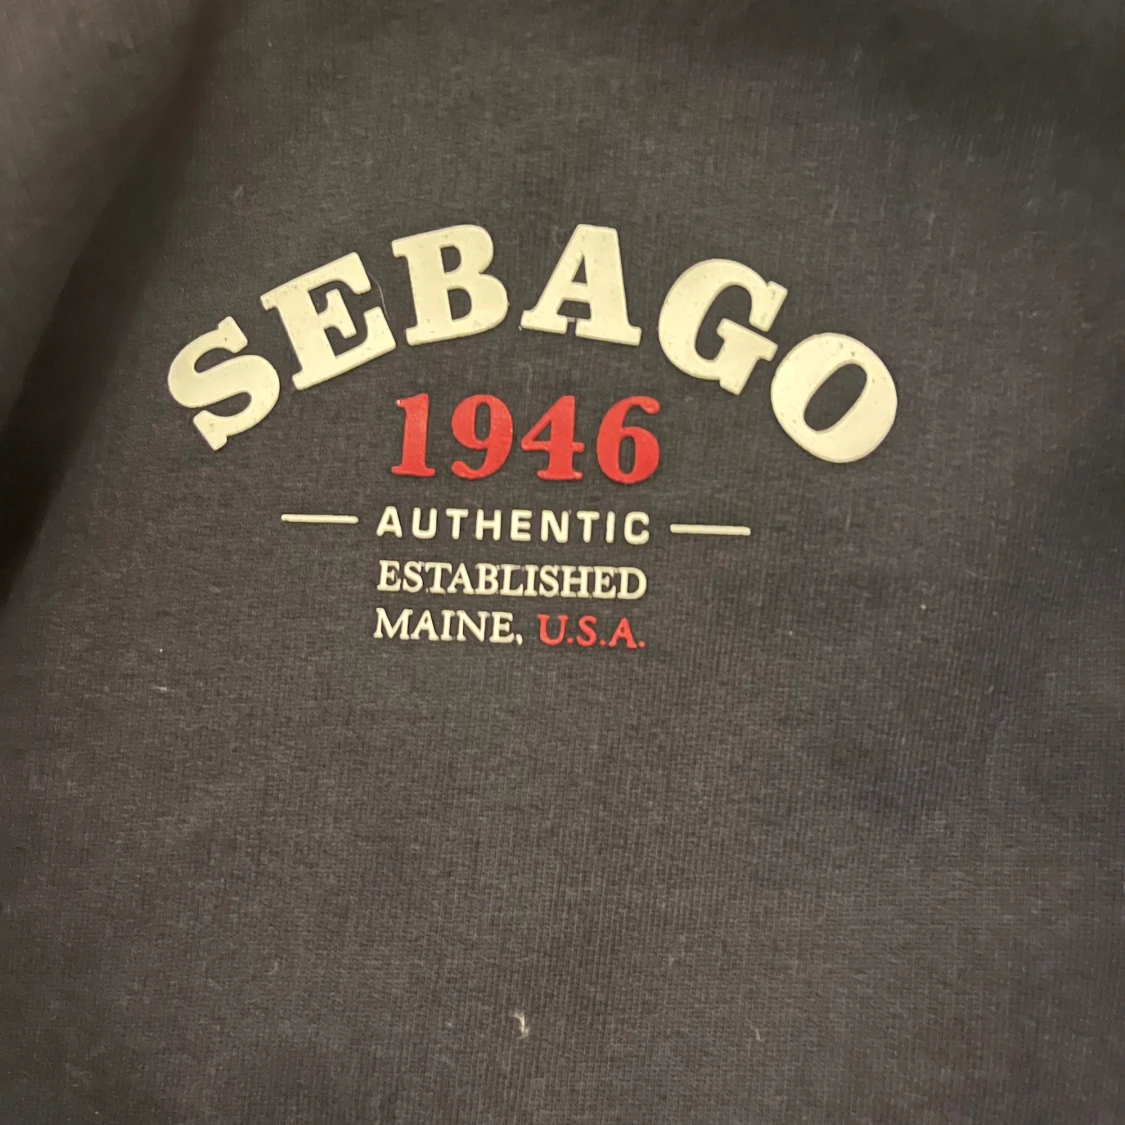 SEBAGO
1946
AUTHENTIC
ESTABLISHED
MAINE, U.S.A.